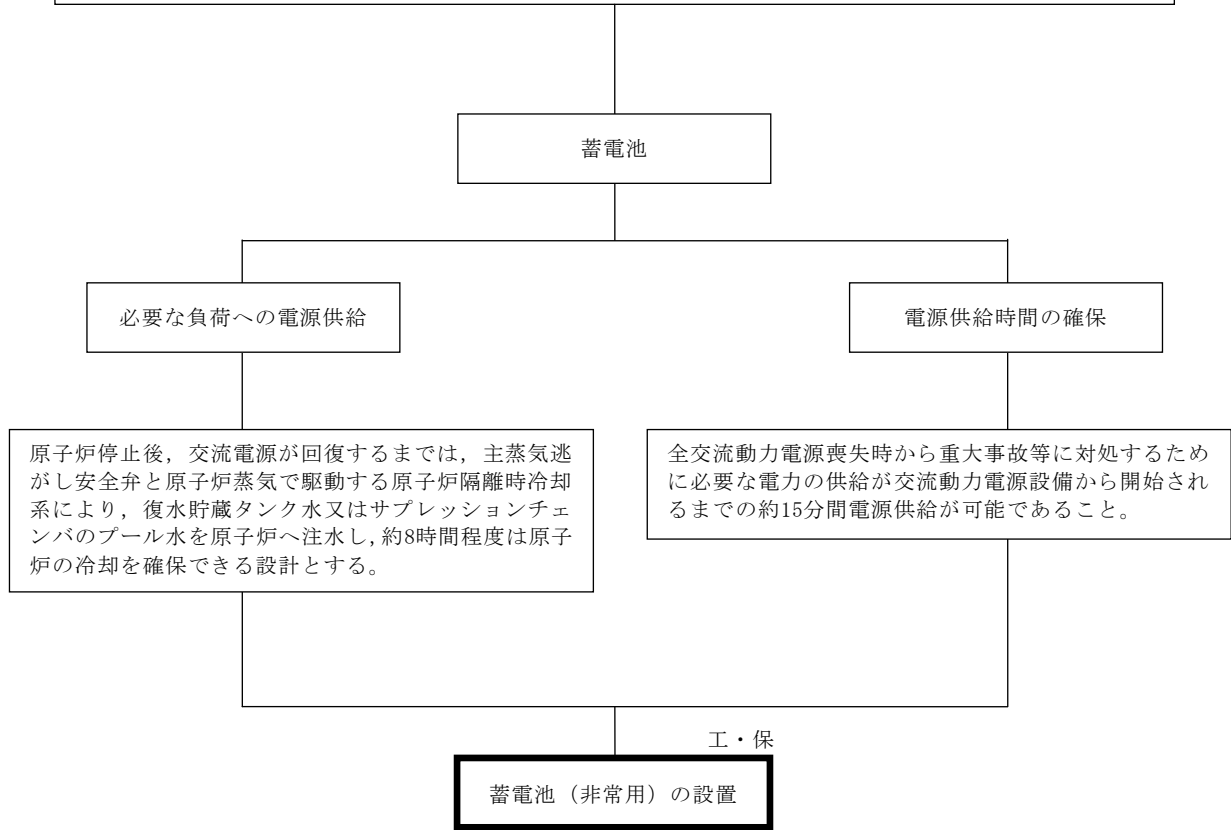 蓄電池
必要な負荷への電源供給
電源供給時間の確保
原子炉停止後，交流電源が回復するまでは，主蒸気逃
がし安全弁と原子炉蒸気で駆動する原子炉隔離時冷却
系により，復水貯蔵タンク水又はサプレッションチェ
ンバのプール水を原子炉へ注水し，約8時間程度は原子
炉の冷却を確保できる設計とする。
全交流動力電源喪失時から重大事故等に対処するため
に必要な電力の供給が交流動力電源設備から開始され
るまでの約15分間電源供給が可能であること。
工・保
蓄電池（非常用）の設置